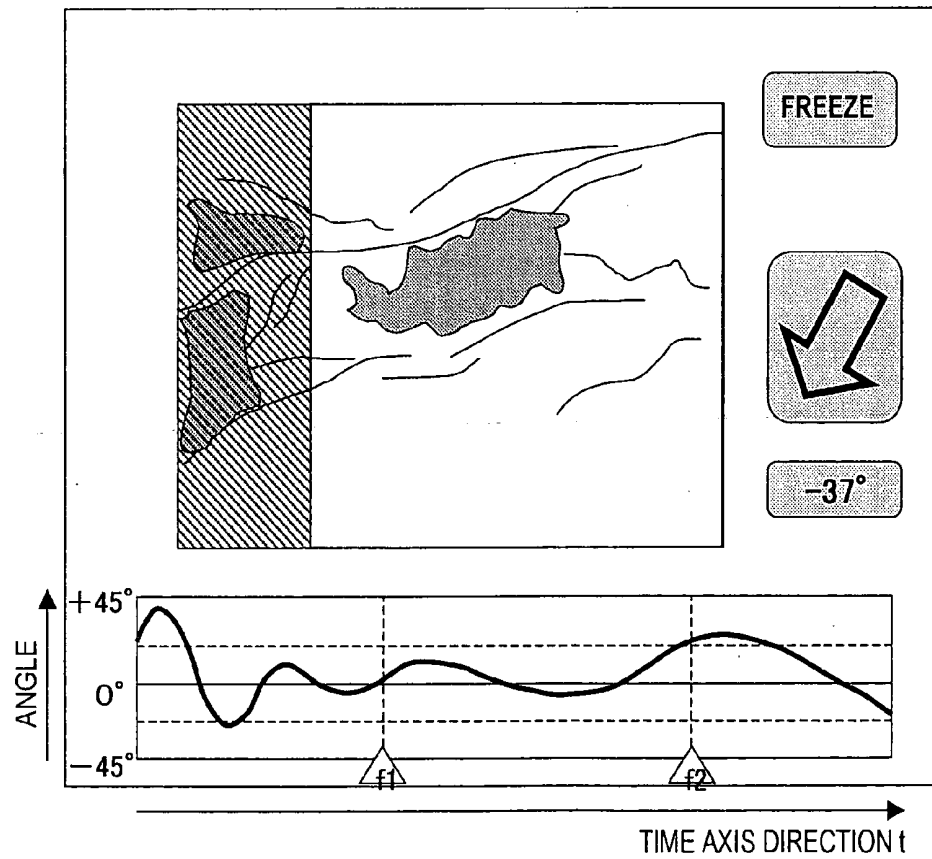 FREEZE
−37°
+45°
ANGLE
0°
−45°
f1
f2
TIME AXIS DIRECTION t